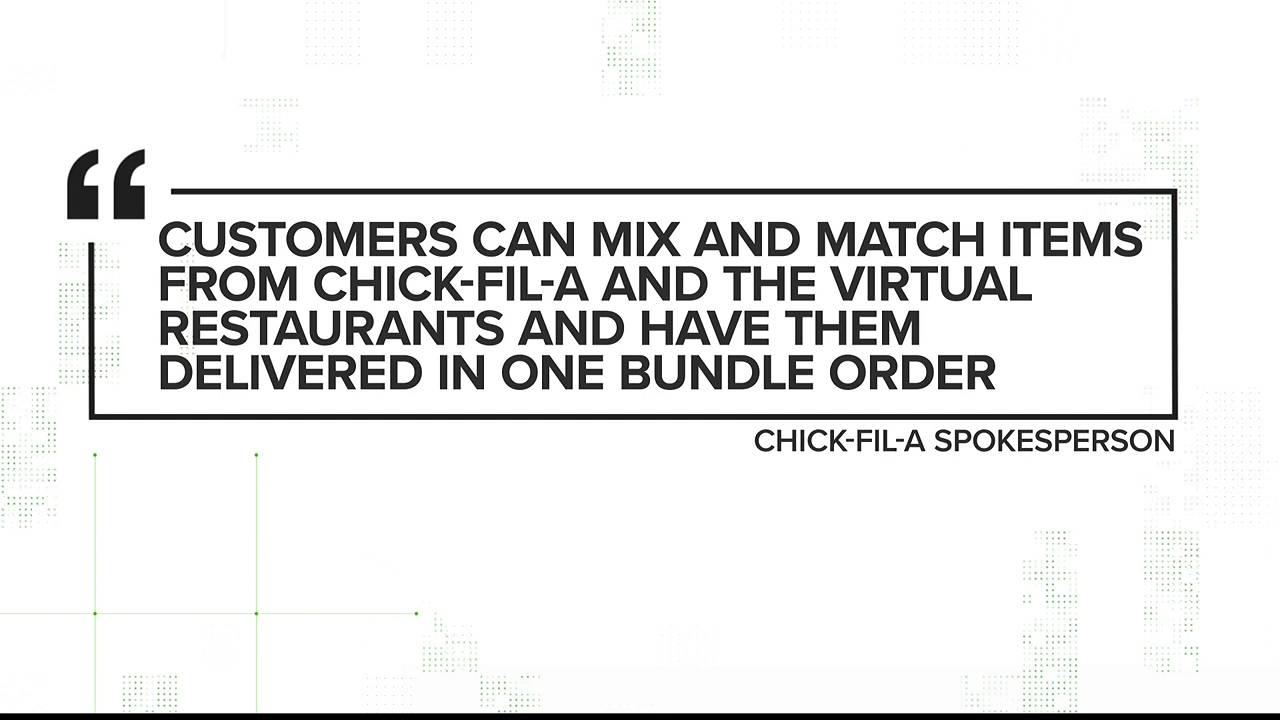 “
CUSTOMERS CAN MIX AND MATCH ITEMS
FROM CHICK-FIL-A AND THE VIRTUAL
RESTAURANTS AND HAVE THEM
DELIVERED IN ONE BUNDLE ORDER
CHICK-FIL-A SPOKESPERSON